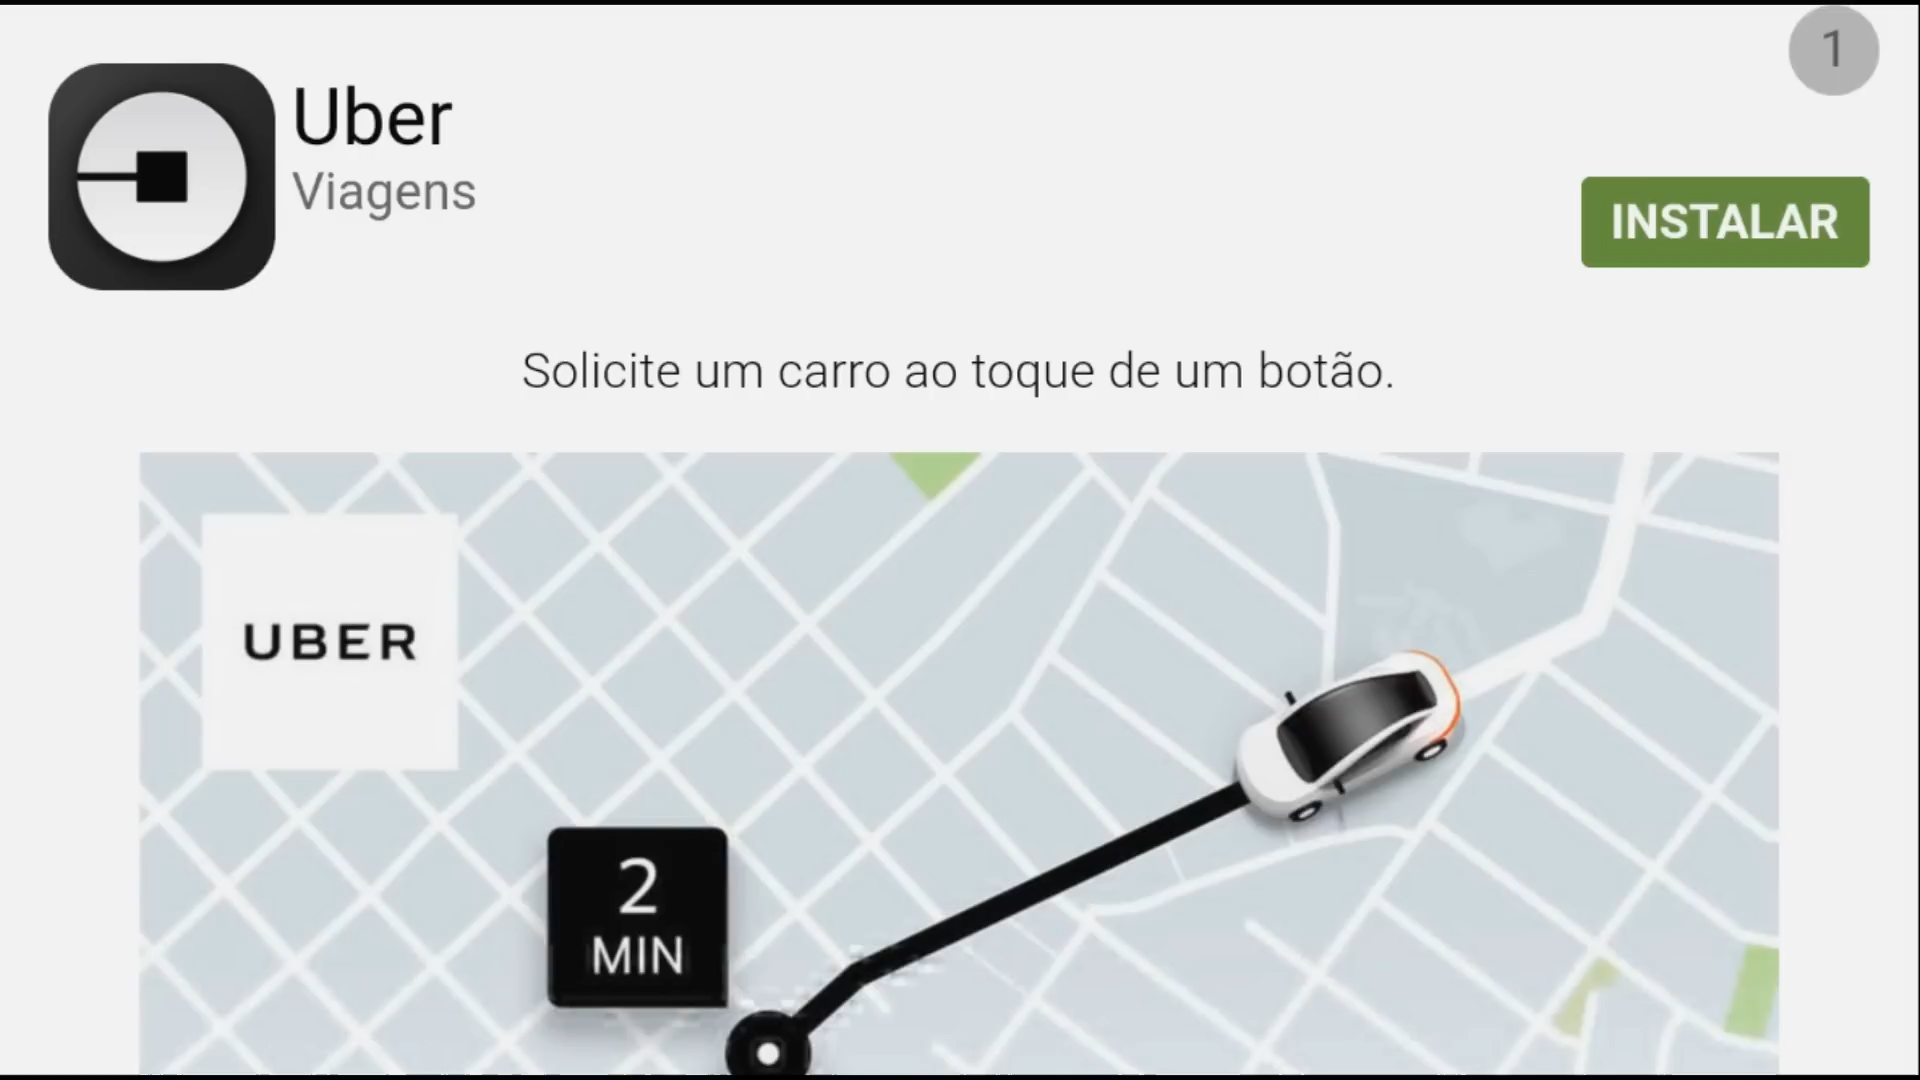 1
Uber
Viagens
INSTALAR
Solicite um carro ao toque de um botão.
UBER
2
MIN